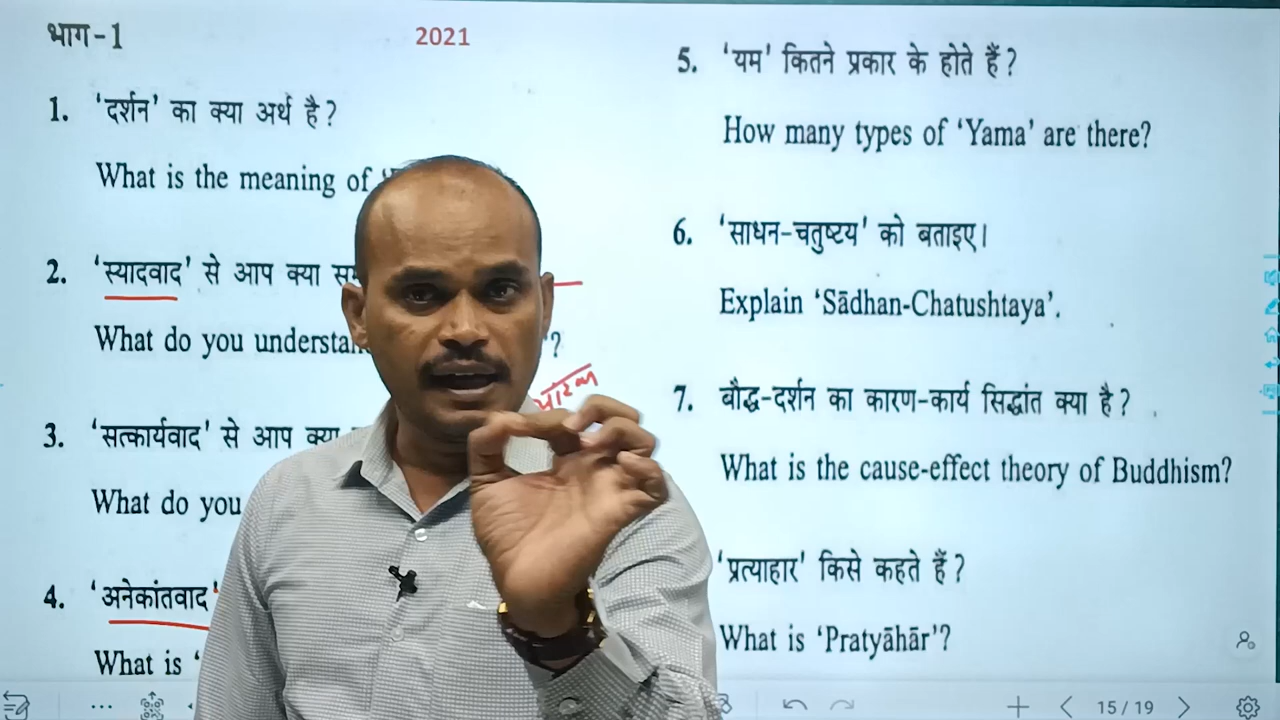 भाग-1
2021
1. 'दर्शन' का क्या अर्थ है ?
What is the meaning of
2. 'स्यादवाद' से आप क्या
What do you
'?
3. 'सत्कार्यवाद' से आप क्या
What do you
4. 'अनेकांतवाद'
What is '
5. 'यम' कितने प्रकार के होते हैं ?
How many types of 'Yama' are there?
6. 'साधन-चतुष्टय' को बताइए।
Explain 'Sādhan-Chatushtaya'.
7. बौद्ध-दर्शन का कारण-कार्य सिद्धांत क्या है ?
What is the cause-effect theory of Buddhism?
'प्रत्याहार' किसे कहते हैं ?
What is 'Pratyāhār'?
15 / 19